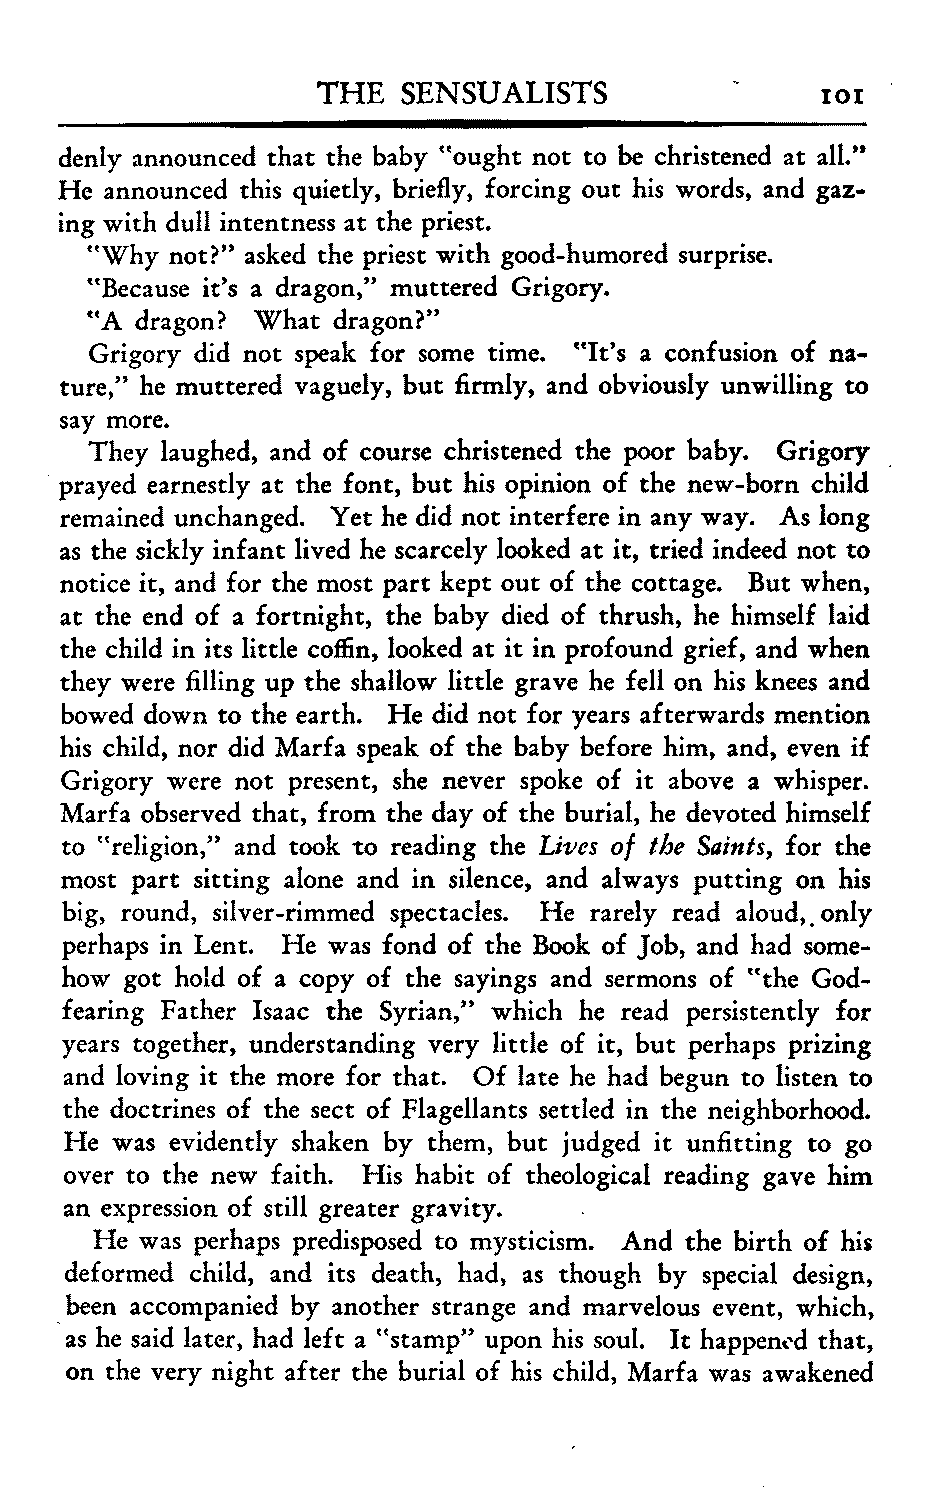 THE SENSUALISTS 101
denly announced that the baby "ought not to be christened at all."
He announced this quietly, briefly, forcing out his words, and gaz-
ing with dull intentness at the priest.
"Why not?" asked the priest with good-humored surprise.
"Because it's a dragon," muttered Grigory.
"A dragon? What dragon?"
Grigory did not speak for some time. "It's a confusion of na-
ture," he muttered vaguely, but firmly, and obviously unwilling to
say more.
They laughed, and of course christened the poor baby. Grigory
prayed earnestly at the font, but his opinion of the new-born child
remained unchanged. Yet he did not interfere in any way. As long
as the sickly infant lived he scarcely looked at it, tried indeed not to
notice it, and for the most part kept out of the cottage. But when,
at the end of a fortnight, the baby died of thrush, he himself laid
the child in its little coffin, looked at it in profound grief, and when
they were filling up the shallow little grave he fell on his knees and
bowed down to the earth. He did not for years afterwards mention
his child, nor did Marfa speak of the baby before him, and, even if
Grigory were not present, she never spoke of it above a whisper.
Marfa observed that, from the day of the burial, he devoted himself
to "religion," and took to reading the Lives of the Saints, for the
most part sitting alone and in silence, and always putting on his
big, round, silver-rimmed spectacles. He rarely read aloud, only
perhaps in Lent. He was fond of the Book of Job, and had some-
how got hold of a copy of the sayings and sermons of "the God-
fearing Father Isaac the Syrian," which he read persistently for
years together, understanding very little of it, but perhaps prizing
and loving it the more for that. Of late he had begun to listen to
the doctrines of the sect of Flagellants settled in the neighborhood.
He was evidently shaken by them, but judged it unfitting to go
over to the new faith. His habit of theological reading gave him
an expression of still greater gravity.
He was perhaps predisposed to mysticism. And the birth of his
deformed child, and its death, had, as though by special design,
been accompanied by another strange and marvelous event, which,
as he said later, had left a "stamp" upon his soul. It happened that,
on the very night after the burial of his child, Marfa was awakened